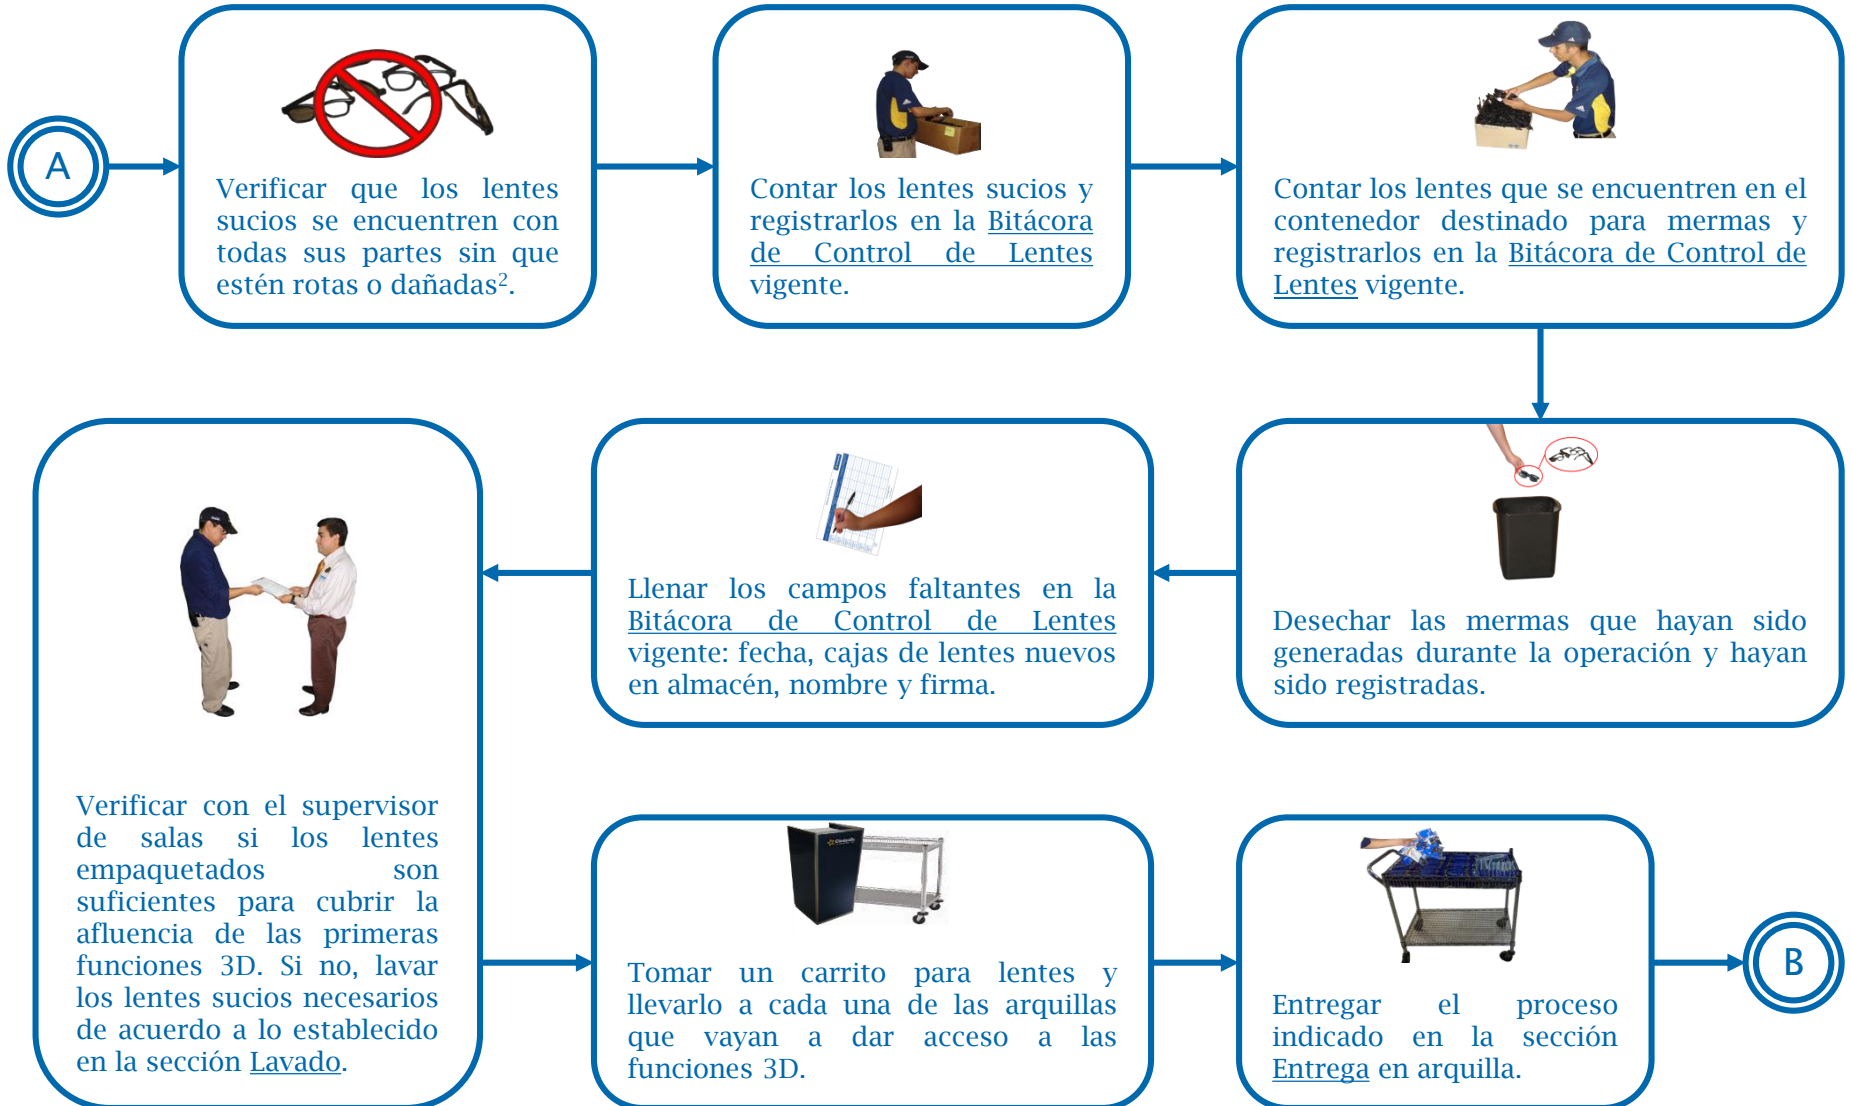 A
Verificar que los lentes
sucios se encuentren con
todas sus partes sin que
estén rotas o dañadas².
Contar los lentes sucios y
registrarlos en la Bitácora
de Control de Lentes
vigente.
Contar los lentes que se encuentren en el
contenedor destinado para mermas y
registrarlos en la Bitácora de Control de
Lentes vigente.
Desechar las mermas que hayan sido
generadas durante la operación y hayan
sido registradas.
Llenar los campos faltantes en la
Bitácora de Control de Lentes
vigente: fecha, cajas de lentes nuevos
en almacén, nombre y firma.
Verificar con el supervisor
de salas si los lentes
empaquetados son
suficientes para cubrir la
afluencia de las primeras
funciones 3D. Si no, lavar
los lentes sucios necesarios
de acuerdo a lo establecido
en la sección Lavado.
Tomar un carrito para lentes y
llevarlo a cada una de las arquillas
que vayan a dar acceso a las
funciones 3D.
Entregar el proceso
indicado en la sección
Entrega en arquilla.
B